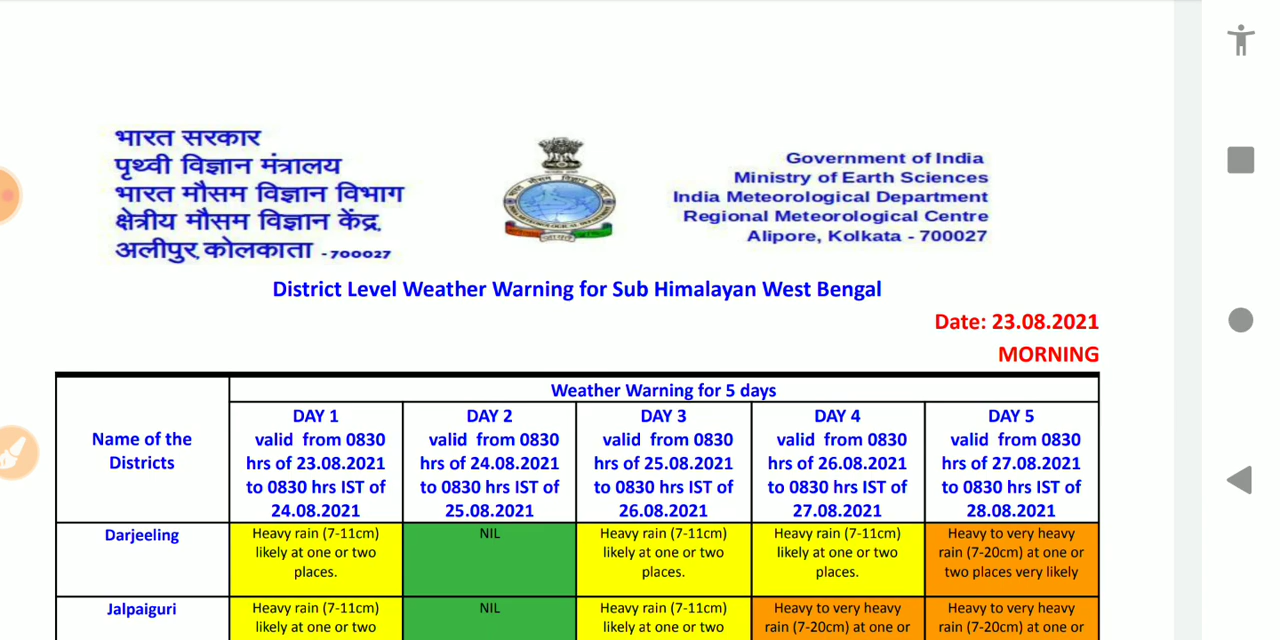 भारत सरकार
पृथ्वी विज्ञान मंत्रालय
भारत मौसम विज्ञान विभाग
क्षेत्रीय मौसम विज्ञान केंद्र,
अलीपुर, कोलकाता - 700027
Government of India
Ministry of Earth Sciences
India Meteorological Department
Regional Meteorological Centre
Alipore, Kolkata - 700027
District Level Weather Warning for Sub Himalayan West Bengal
Date: 23.08.2021
MORNING
Name of the
Districts
Weather Warning for 5 days
DAY 1
valid from 0830
hrs of 23.08.2021
to 0830 hrs IST of
24.08.2021
DAY 2
valid from 0830
hrs of 24.08.2021
to 0830 hrs IST of
25.08.2021
DAY 3
valid from 0830
hrs of 25.08.2021
to 0830 hrs IST of
26.08.2021
DAY 4
valid from 0830
hrs of 26.08.2021
to 0830 hrs IST of
27.08.2021
DAY 5
valid from 0830
hrs of 27.08.2021
to 0830 hrs IST of
28.08.2021
Darjeeling
Heavy rain (7-11cm)
likely at one or two
places.
NIL
Heavy rain (7-11cm)
likely at one or two
places.
Heavy rain (7-11cm)
likely at one or two
places.
Heavy to very heavy
rain (7-20cm) at one or
two places very likely
Jalpaiguri
Heavy rain (7-11cm)
likely at one or two
NIL
Heavy rain (7-11cm)
likely at one or two
Heavy to very heavy
rain (7-20cm) at one or
Heavy to very heavy
rain (7-20cm) at one or